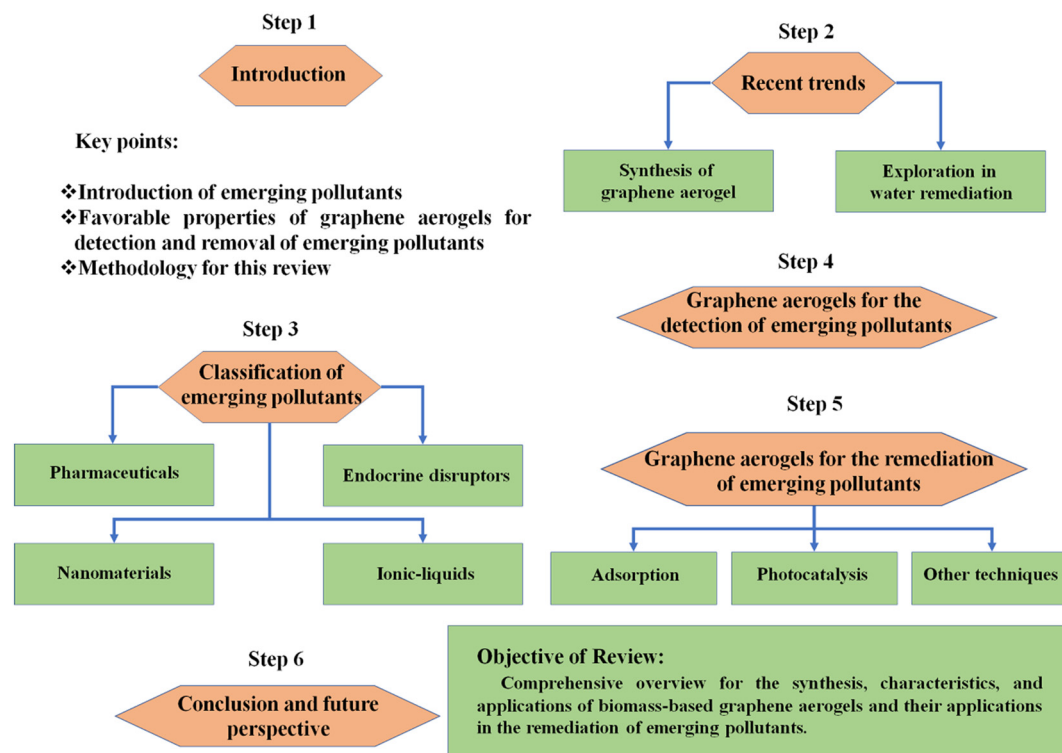 Step 1
Introduction
Key points:
❖Introduction of emerging pollutants
❖Favorable properties of graphene aerogels for
detection and removal of emerging pollutants
❖Methodology for this review
Step 2
Recent trends
Synthesis of
graphene aerogel
Exploration in
water remediation
Step 3
Classification of
emerging pollutants
Pharmaceuticals
Endocrine disruptors
Nanomaterials
Ionic-liquids
Step 4
Graphene aerogels for the
detection of emerging pollutants
Step 5
Graphene aerogels for the remediation
of emerging pollutants
Adsorption
Photocatalysis
Other techniques
Step 6
Conclusion and future
perspective
Objective of Review:
Comprehensive overview for the synthesis, characteristics, and
applications of biomass-based graphene aerogels and their applications
in the remediation of emerging pollutants.